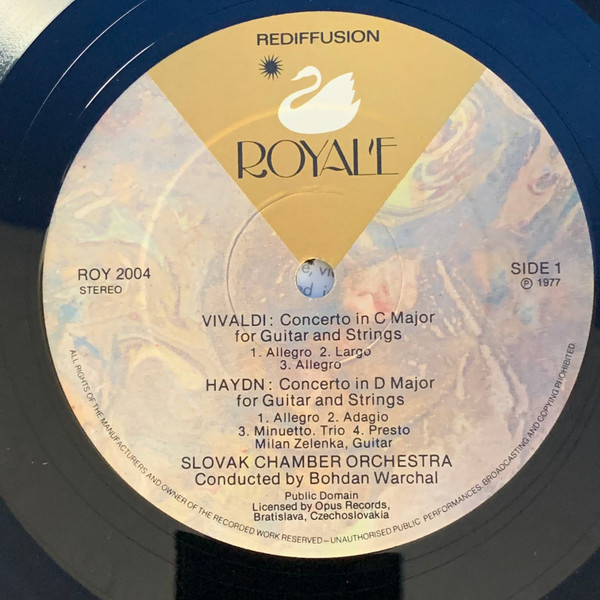 REDIFFUSION
ROYALE
ROY 2004
STEREO
SIDE 1
Ⓟ 1977
VIVALDI: Concerto in C Major
for Guitar and Strings
1. Allegro 2. Largo
3. Allegro
HAYDN: Concerto in D Major
for Guitar and Strings
1. Allegro 2. Adagio
3. Minuetto. Trio 4. Presto
Milan Zelenka, Guitar
SLOVAK CHAMBER ORCHESTRA
Conducted by Bohdan Warchal
Public Domain
Licensed by Opus Records,
Bratislava, Czechoslovakia
ALL RIGHTS OF THE MANUFACTURERS AND OWNER OF THE RECORDED WORK RESERVED – UNAUTHORISED PUBLIC PERFORMANCES, BROADCASTING AND COPYING PROHIBITED